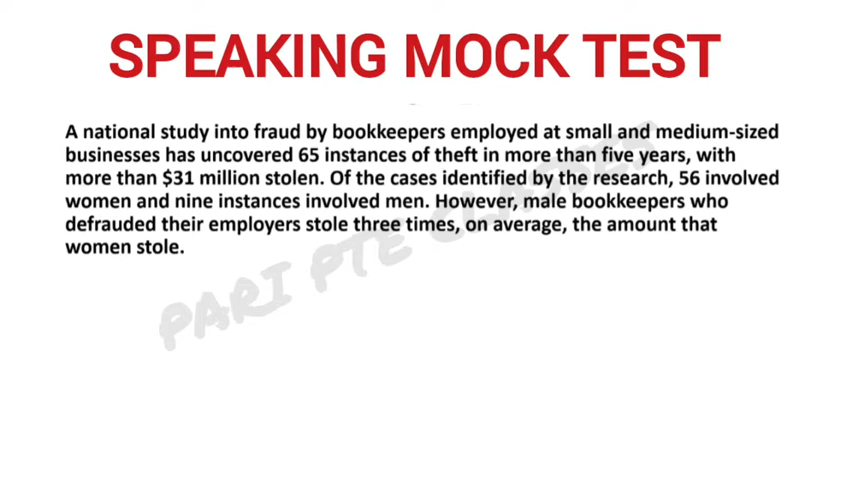 SPEAKING MOCK TEST
A national study into fraud by bookkeepers employed at small and medium-sized
businesses has uncovered 65 instances of theft in more than five years, with
more than $31 million stolen. Of the cases identified by the research, 56 involved
women and nine instances involved men. However, male bookkeepers who
defrauded their employers stole three times, on average, the amount that
women stole.
PARI PTE CLASSES